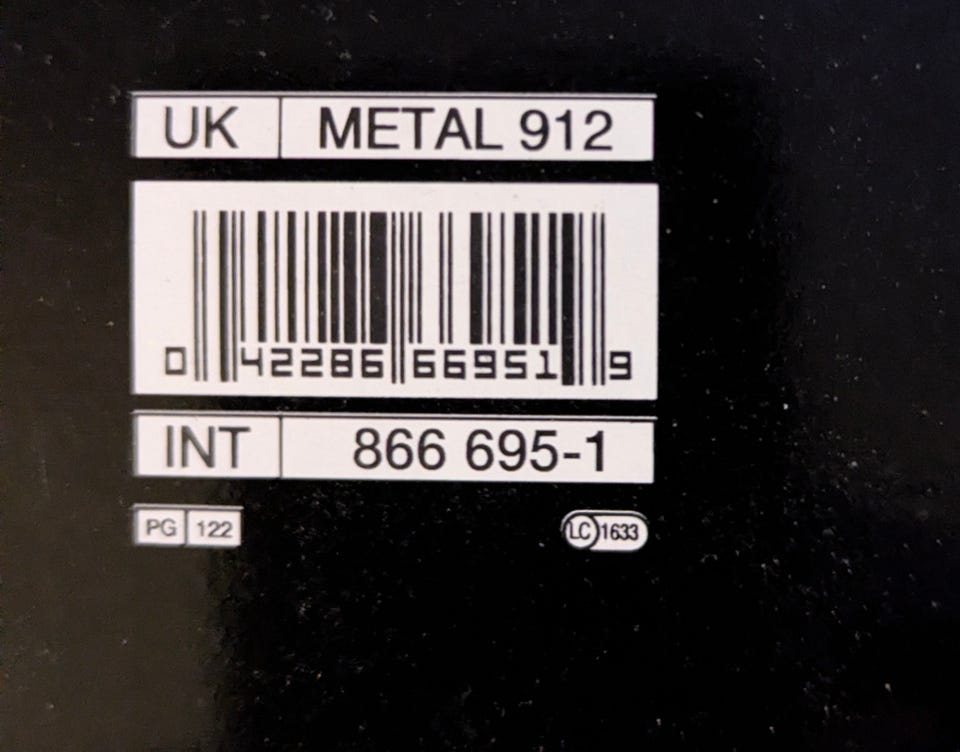 UK METAL 912
0 42286 66951 9
INT 866 695-1
PG 122 LC 1633